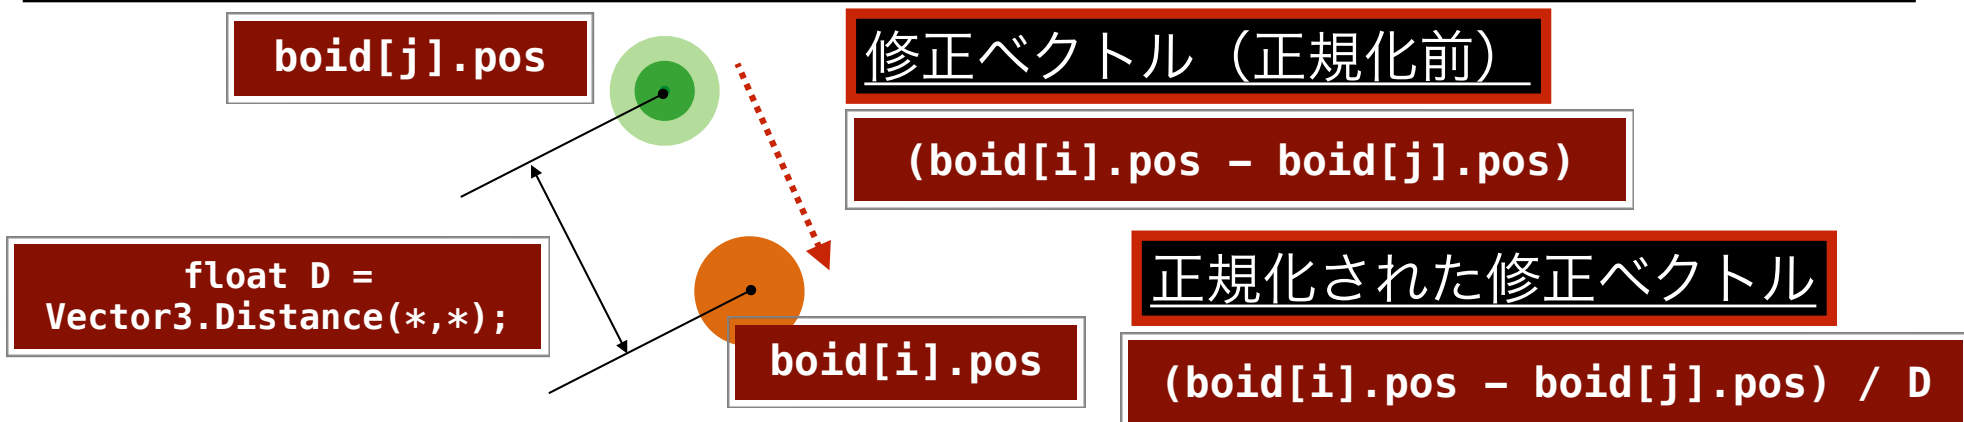 boid[j].pos
修正ベクトル（正規化前）
(boid[i].pos − boid[j].pos)
float D =
Vector3.Distance(*,*);
正規化された修正ベクトル
boid[i].pos
(boid[i].pos − boid[j].pos) / D